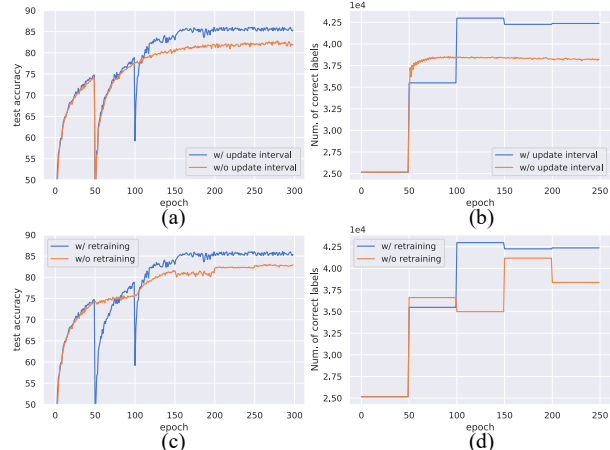 90
85
80
75
70
65
60
55
50
test accuracy
0 50 100 150 200 250 300
epoch
w/ update interval
w/o update interval
(a)
1e4
4.25
4.00
3.75
3.50
3.25
3.00
2.75
2.50
Num. of correct labels
0 50 100 150 200 250
epoch
w/ update interval
w/o update interval
(b)
90
85
80
75
70
65
60
55
50
test accuracy
w/ retraining
w/o retraining
0 50 100 150 200 250 300
epoch
(c)
1e4
4.25
4.00
3.75
3.50
3.25
3.00
2.75
2.50
Num. of correct labels
w/ retraining
w/o retraining
0 50 100 150 200 250
epoch
(d)